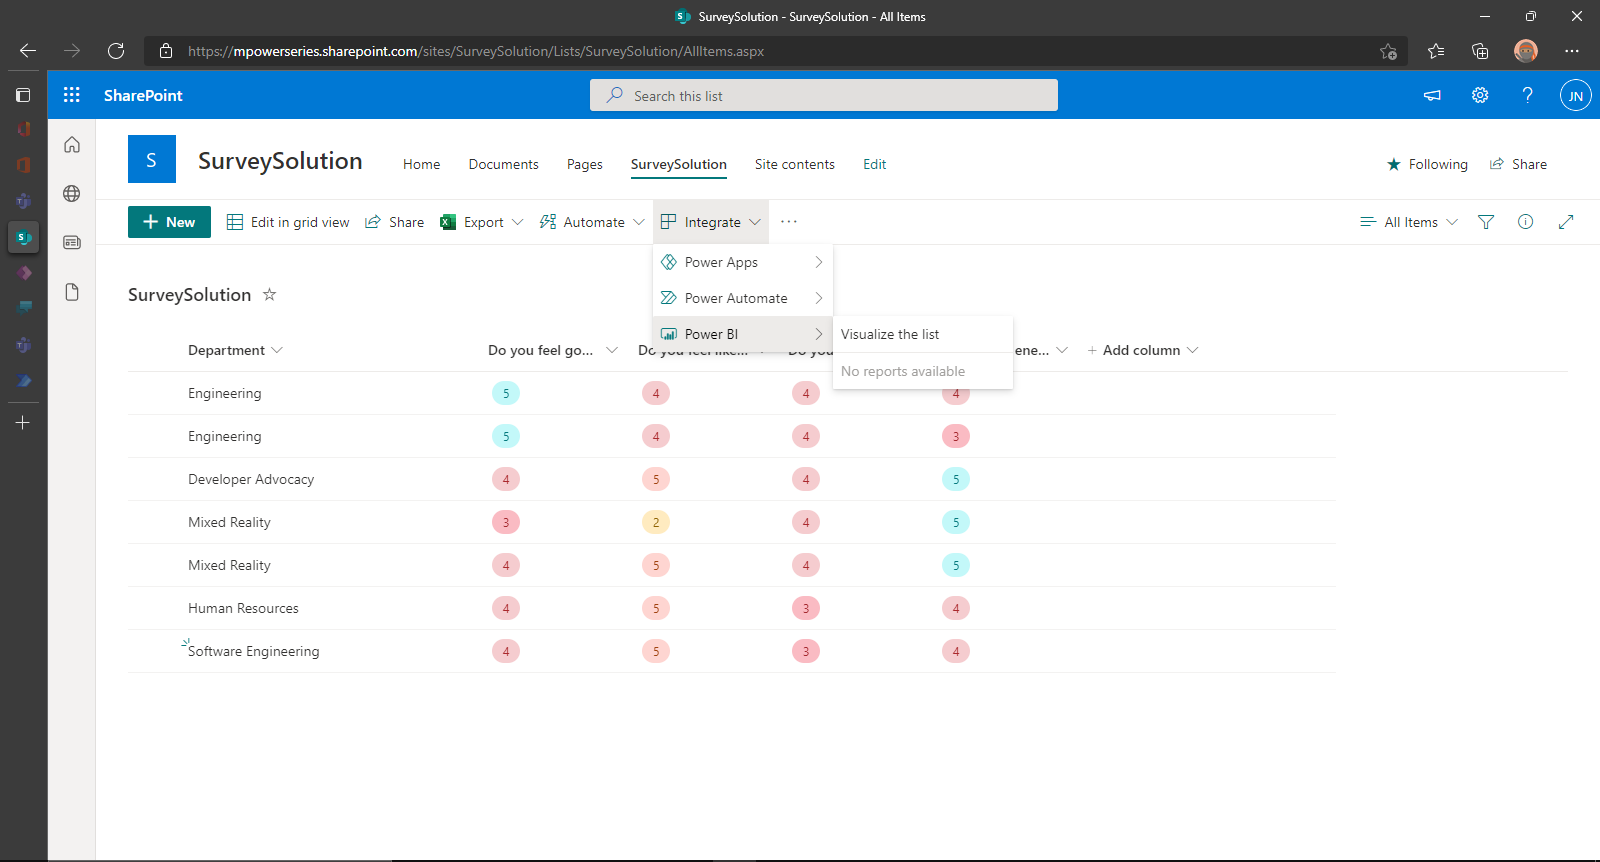 SurveySolution - SurveySolution - All Items
https://mpowerseries.sharepoint.com/sites/SurveySolution/Lists/SurveySolution/AllItems.aspx
SharePoint
Search this list
JN
S
SurveySolution
Home Documents Pages SurveySolution Site contents Edit
Following Share
New Edit in grid view Share Export Automate Integrate
All Items
Power Apps
Power Automate
Power BI
Visualize the list
No reports available
SurveySolution
Department Do you feel go... Do you feel like... Do you ene... Add column
Engineering 5 4 4 4
Engineering 5 4 4 3
Developer Advocacy 4 5 4 5
Mixed Reality 3 2 4 5
Mixed Reality 4 5 4 5
Human Resources 4 5 3 4
Software Engineering 4 5 3 4